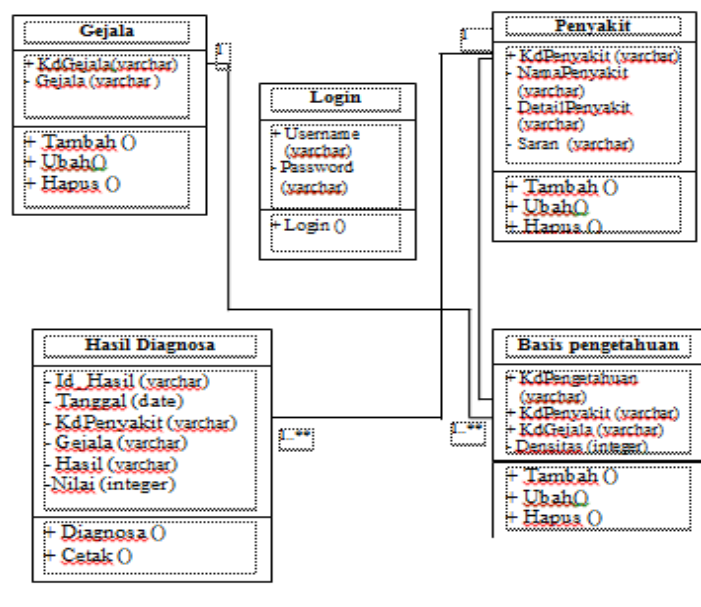 Gejala
+ KdGejala(varchar)
- Gejala (varchar )
+ Tambah ()
+ Ubah()
+ Hapus ()
1
Login
+ Username
(varchar)
- Password
(varchar)
+ Login ()
1
Penyakit
+ KdPenyakit (varchar)
- NamaPenyakit
(varchar)
- DetailPenyakit
(varchar)
- Saran (varchar)
+ Tambah ()
+ Ubah()
+ Hapus ()
Hasil Diagnosa
- Id_Hasil (varchar)
- Tanggal (date)
- KdPenyakit (varchar)
- Gejala (varchar)
- Hasil (varchar)
-Nilai (integer)
+ Diagnosa ()
+ Cetak ()
1..**
1..**
Basis pengetahuan
+ KdPengetahuan
(varchar)
+ KdPenyakit (varchar)
+ KdGejala (varchar)
- Densitas (integer)
+ Tambah ()
+ Ubah()
+ Hapus ()